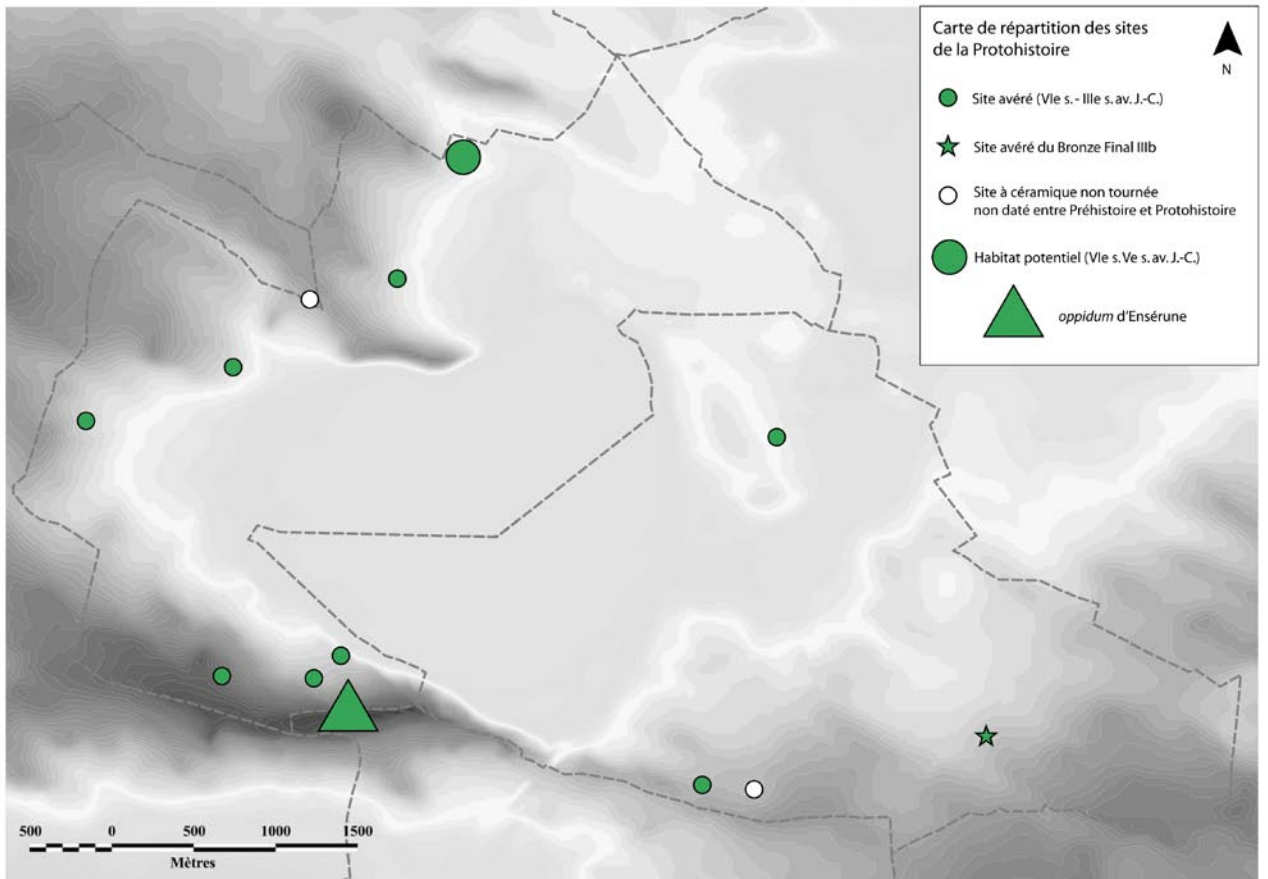 Carte de répartition des sites
de la Protohistoire
N
Site avéré (VIe s. - IIIe s. av. J.-C.)
Site avéré du Bronze Final IIIb
Site à céramique non tournée
non daté entre Préhistoire et Protohistoire
Habitat potentiel (VIe s. Ve s. av. J.-C.)
oppidum d'Ensérune
500 0 500 1000 1500
Mètres